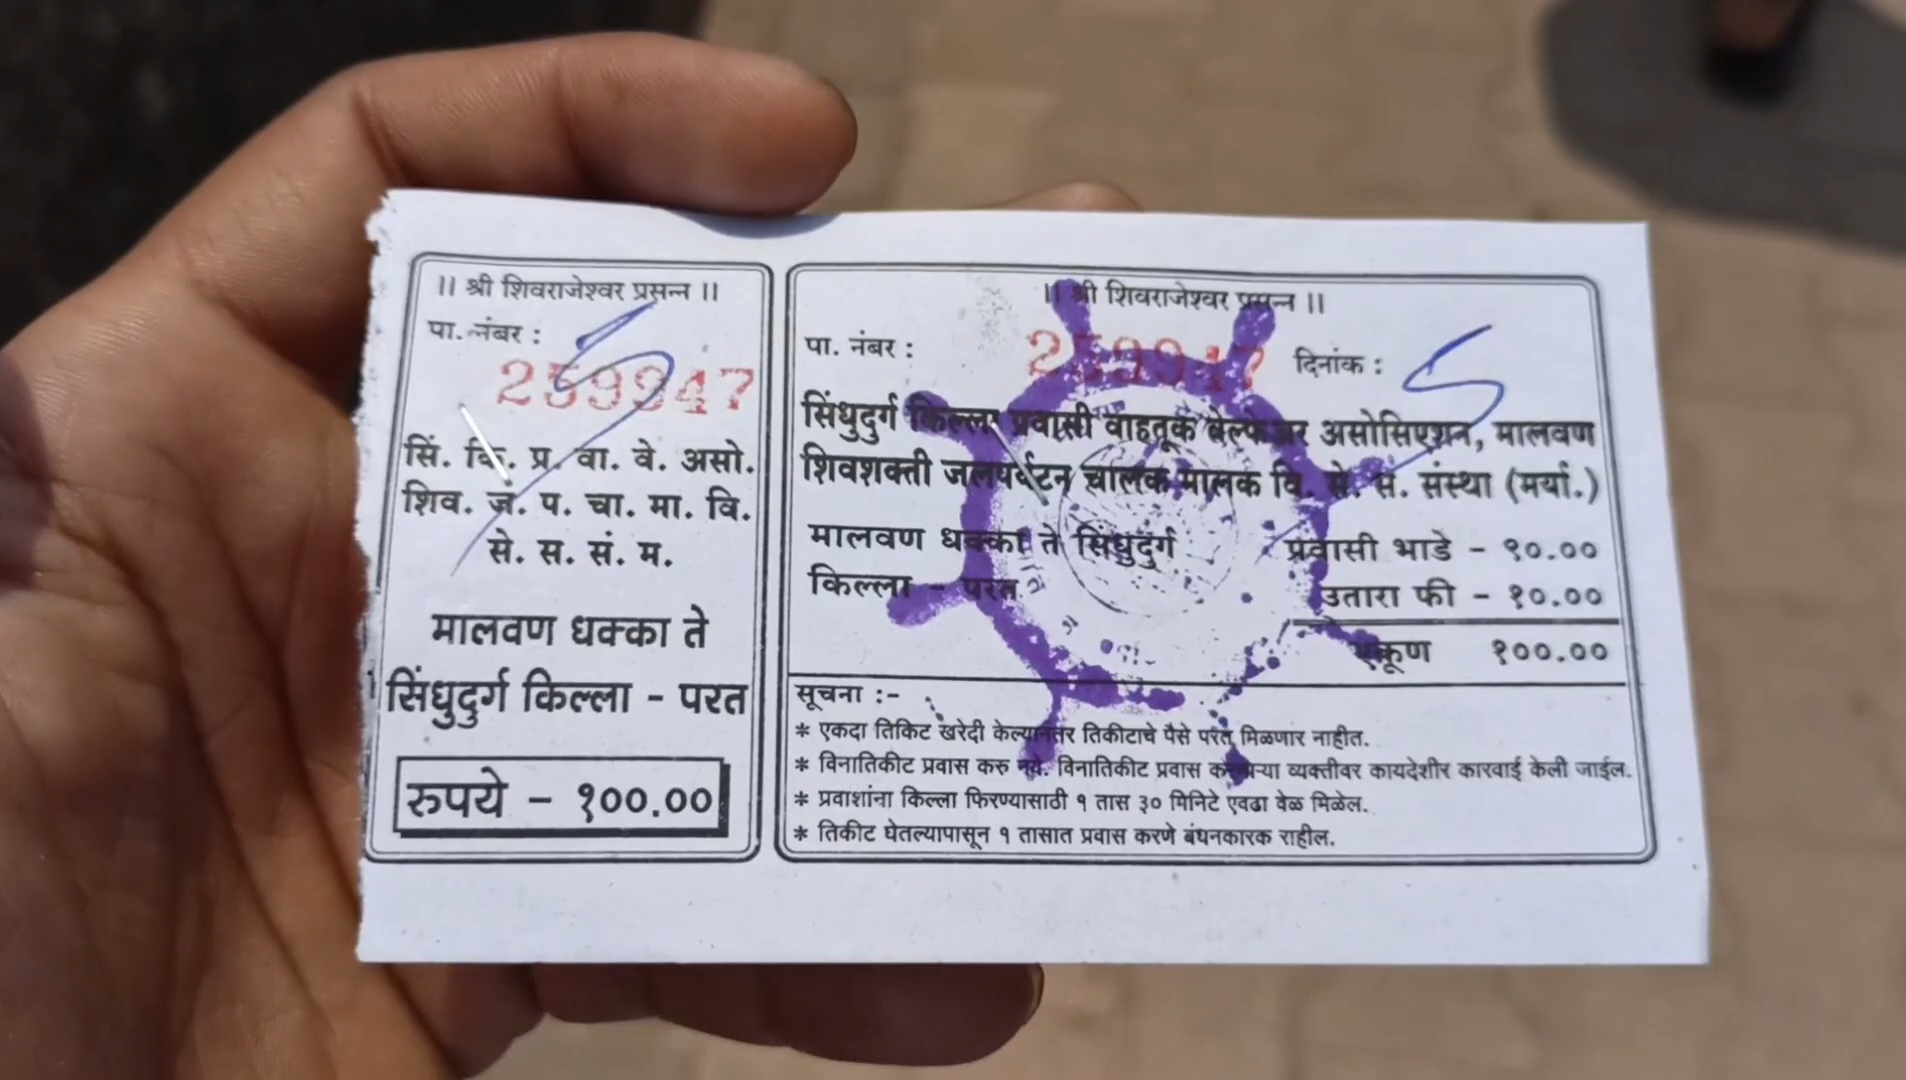 ॥ श्री शिवराजेश्वर प्रसन्न ॥
पा. नंबर :
259947
सिं. कि. प्र. वा. वे. असो.
शिव. जं. प. चा. मा. वि.
से. स. सं. म.
मालवण धक्का ते
सिंधुदुर्ग किल्ला - परत
रुपये - १००.००
॥ श्री शिवराजेश्वर प्रसन्न ॥
पा. नंबर : 259947 दिनांक : 5
सिंधुदुर्ग किल्ला प्रवासी वाहतूक वेल्फेअर असोसिएशन, मालवण
शिवशक्ती जलपर्यटन चालक मालक वि. से. स. संस्था (मर्या.)
मालवण धक्का ते सिंधुदुर्ग
किल्ला - परत
प्रवासी भाडे - ९०.००
उतारा फी - १०.००
एकूण १००.००
सूचना :-
* एकदा तिकिट खरेदी केल्यानंतर तिकीटाचे पैसे परत मिळणार नाहीत.
* विनातिकीट प्रवास करु नये. विनातिकीट प्रवास करणाऱ्या व्यक्तीवर कायदेशीर कारवाई केली जाईल.
* प्रवाशांना किल्ला फिरण्यासाठी १ तास ३० मिनिटे एवढा वेळ मिळेल.
* तिकीट घेतल्यापासून १ तासात प्रवास करणे बंधनकारक राहील.